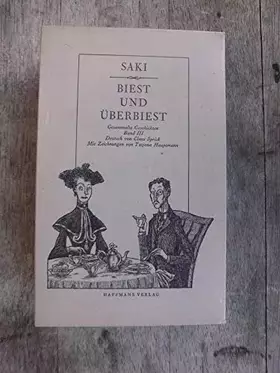 SAKI
BIEST
UND
ÜBERBIEST
Gesammelte Geschichten
Band III
Deutsch von Claus Sprick
Mit Zeichnungen von Tatjana Hauptmann
HAFFMANS VERLAG